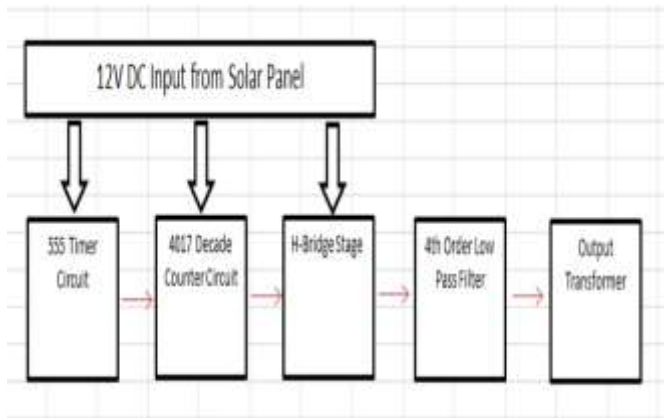 12V DC Input from Solar Panel
555 Timer
Circuit
4017 Decade
Counter Circuit
H-Bridge Stage
4th Order Low
Pass Filter
Output
Transformer